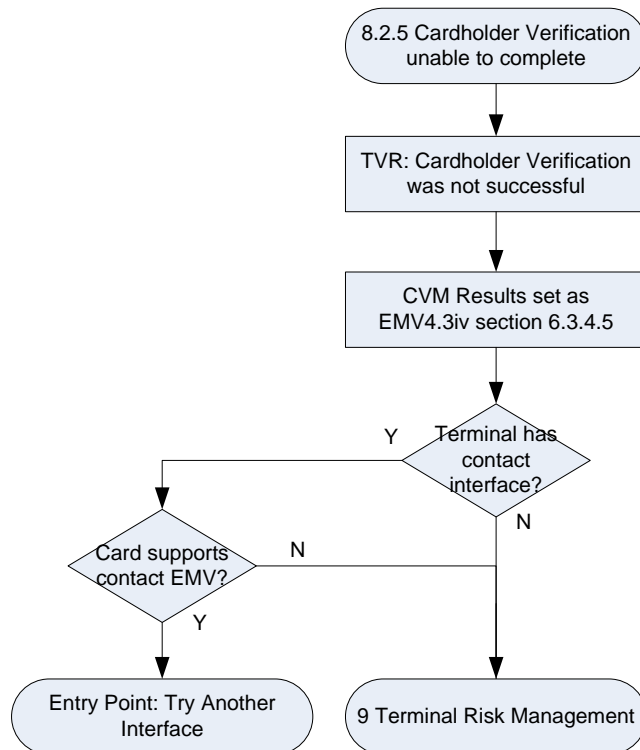 8.2.5 Cardholder Verification
unable to complete
TVR: Cardholder Verification
was not successful
CVM Results set as
EMV4.3iv section 6.3.4.5
Terminal has
contact
interface?
Y
N
Card supports
contact EMV?
N
Y
Entry Point: Try Another
Interface
9 Terminal Risk Management